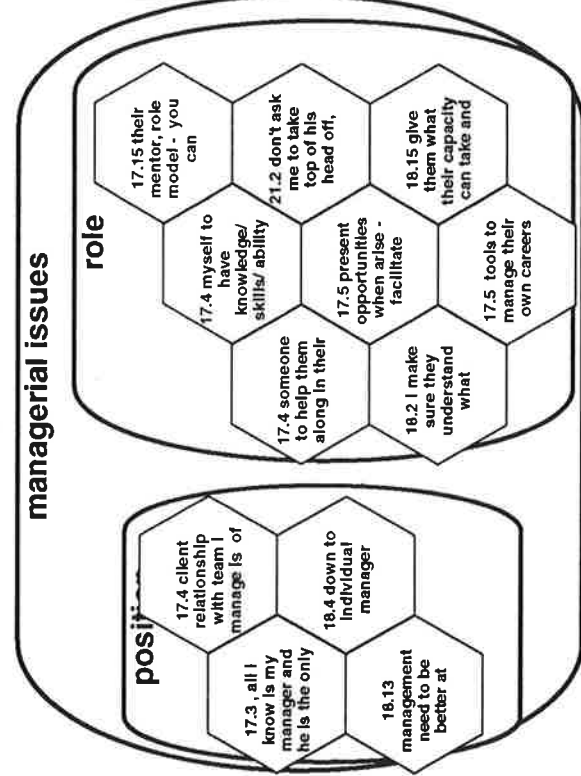 managerial issues
position
17.4 client
relationship
with team I
manage is of
17.3 , all I
know is my
manager and
he is the only
18.4 down to
individual
manager
18.13
management
need to be
better at
role
17.15 their
mentor, role
model - you
can
17.4 myself to
have
knowledge/
skills/ ability
21.2 don't ask
me to take
top of his
head off,
17.4 someone
to help them
along in their
17.5 present
opportunities
when arise -
facilitate
18.15 give
them what
their capacity
can take and
18.2 I make
sure they
understand
what
17.5 tools to
manage their
own careers